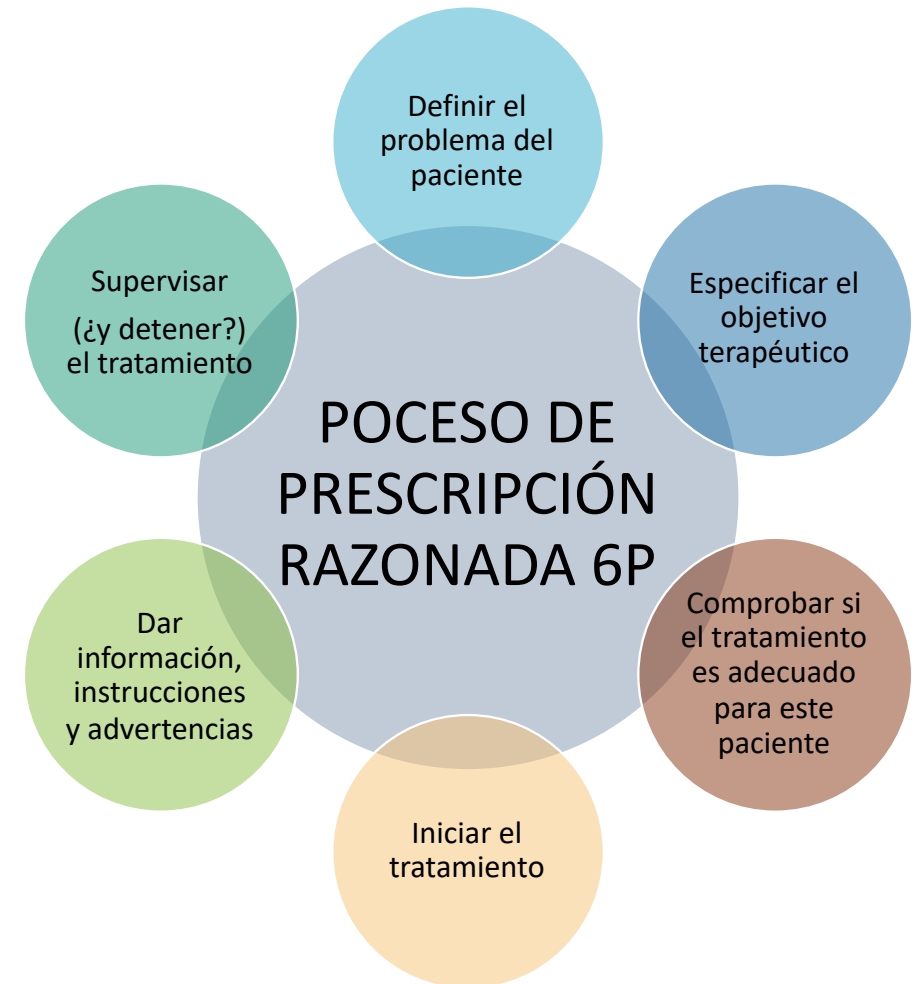 Definir el
problema del
paciente
Especificar el
objetivo
terapéutico
Comprobar si
el tratamiento
es adecuado
para este
paciente
Iniciar el
tratamiento
Dar
información,
instrucciones
y advertencias
Supervisar
(¿y detener?)
el tratamiento
POCESO DE
PRESCRIPCIÓN
RAZONADA 6P